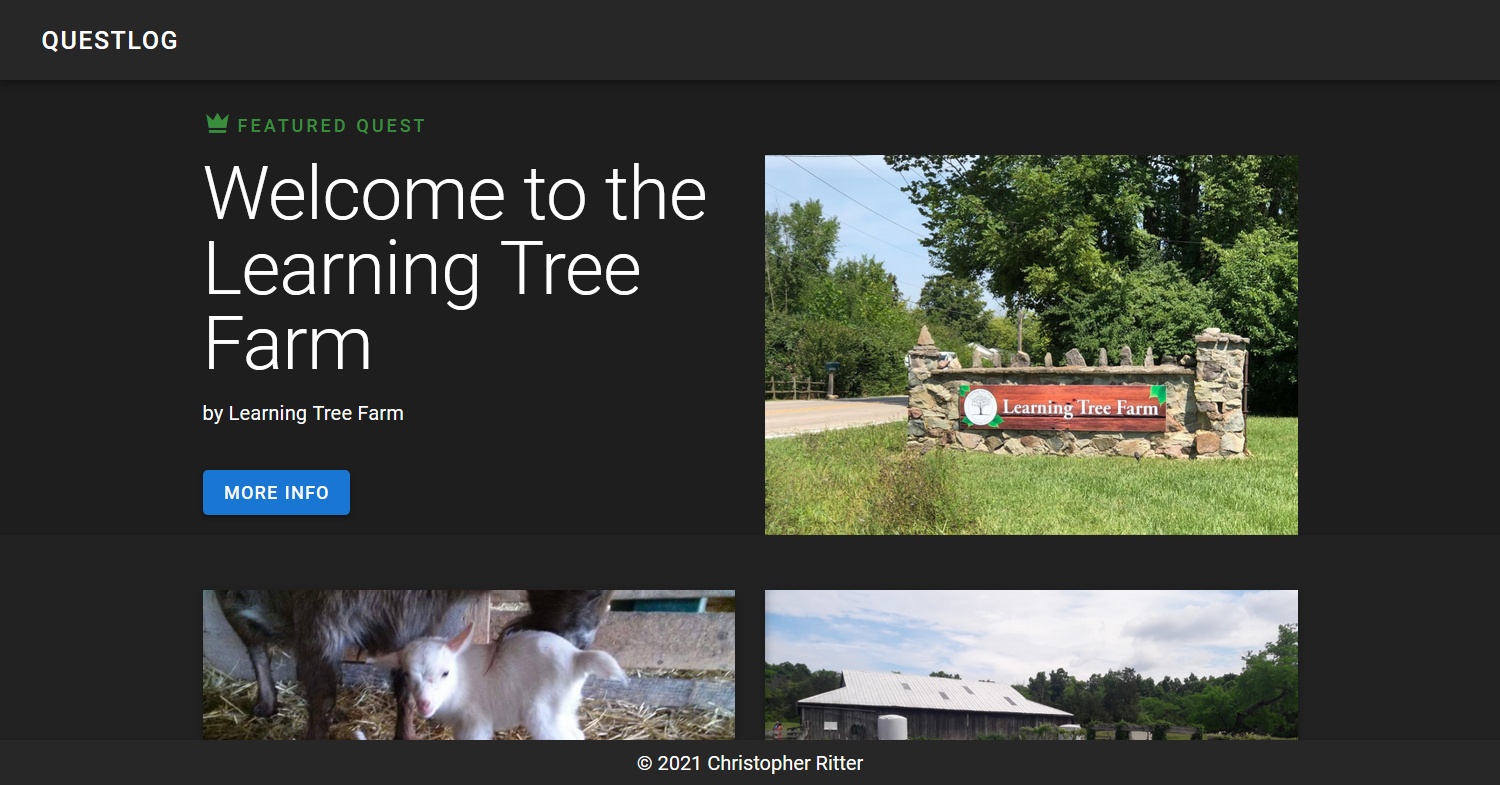 QUESTLOG
FEATURED QUEST
Welcome to the
Learning Tree
Farm
by Learning Tree Farm
MORE INFO
Learning Tree Farm
© 2021 Christopher Ritter